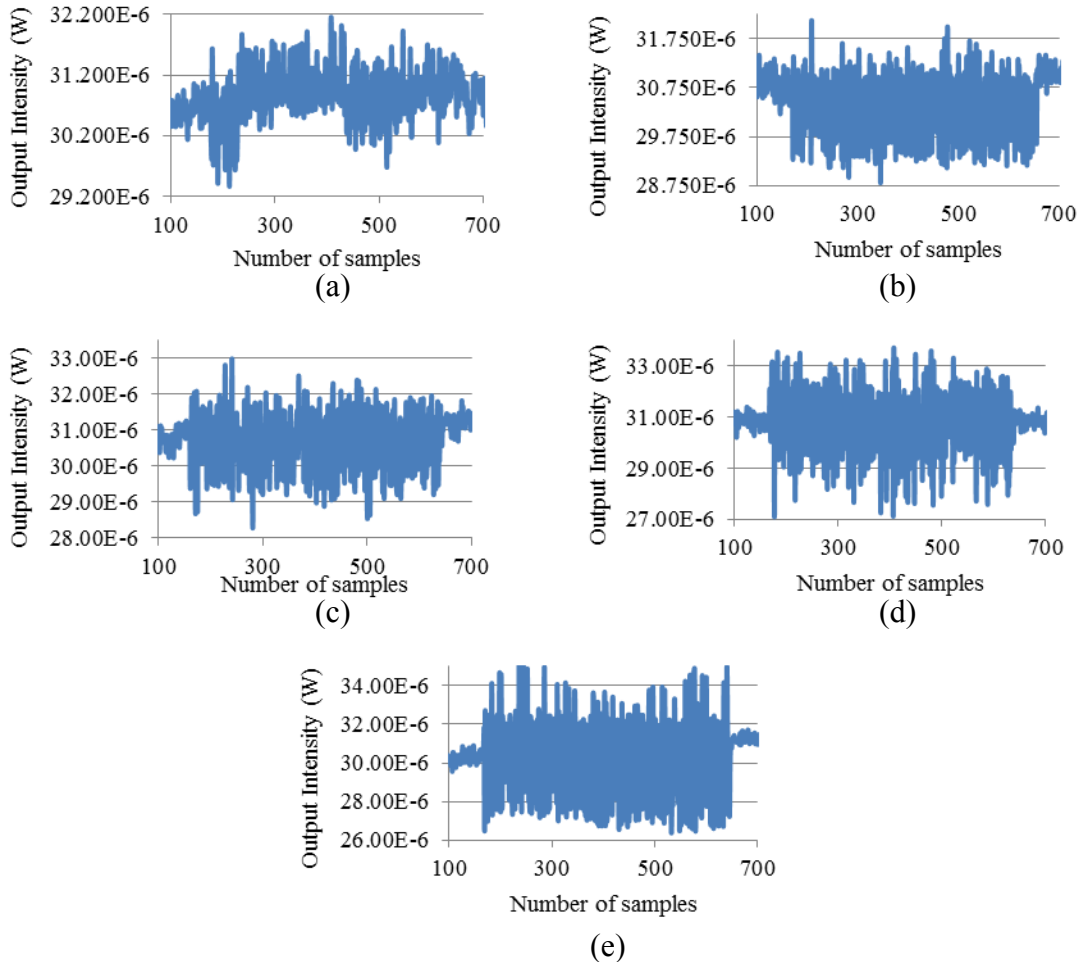 Output Intensity (W)
32.200E-6
31.200E-6
30.200E-6
29.200E-6
100 300 500 700
Number of samples
(a)
Output Intensity (W)
31.750E-6
30.750E-6
29.750E-6
28.750E-6
100 300 500 700
Number of samples
(b)
Output Intensity (W)
33.00E-6
32.00E-6
31.00E-6
30.00E-6
29.00E-6
28.00E-6
100 300 500 700
Number of samples
(c)
Output Intensity (W)
33.00E-6
31.00E-6
29.00E-6
27.00E-6
100 300 500 700
Number of samples
(d)
Output Intensity (W)
34.00E-6
32.00E-6
30.00E-6
28.00E-6
26.00E-6
100 300 500 700
Number of samples
(e)